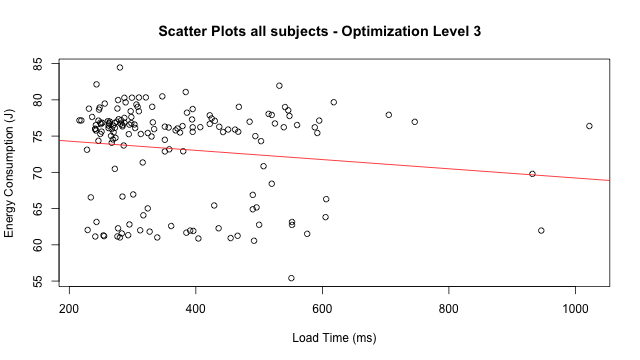 Scatter Plots all subjects - Optimization Level 3
Energy Consumption (J)
85
80
75
70
65
60
55
200 400 600 800 1000
Load Time (ms)